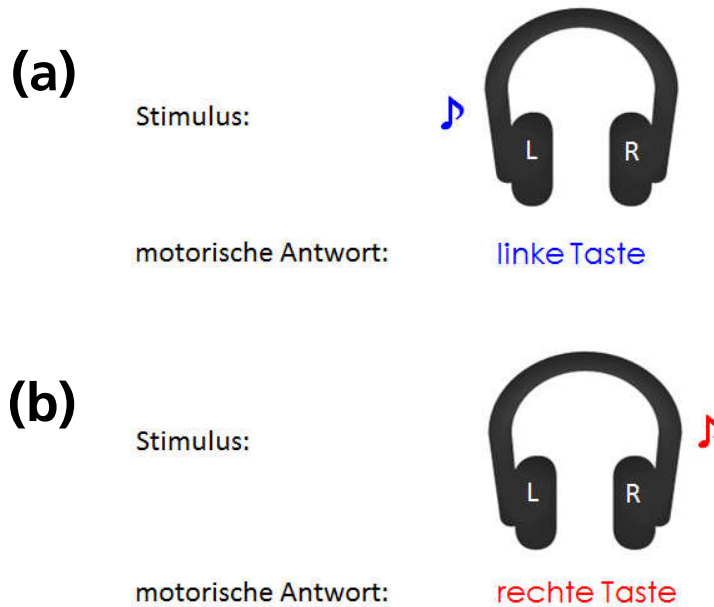 (a)
Stimulus:
L R
motorische Antwort: linke Taste
(b)
Stimulus:
L R
motorische Antwort: rechte Taste